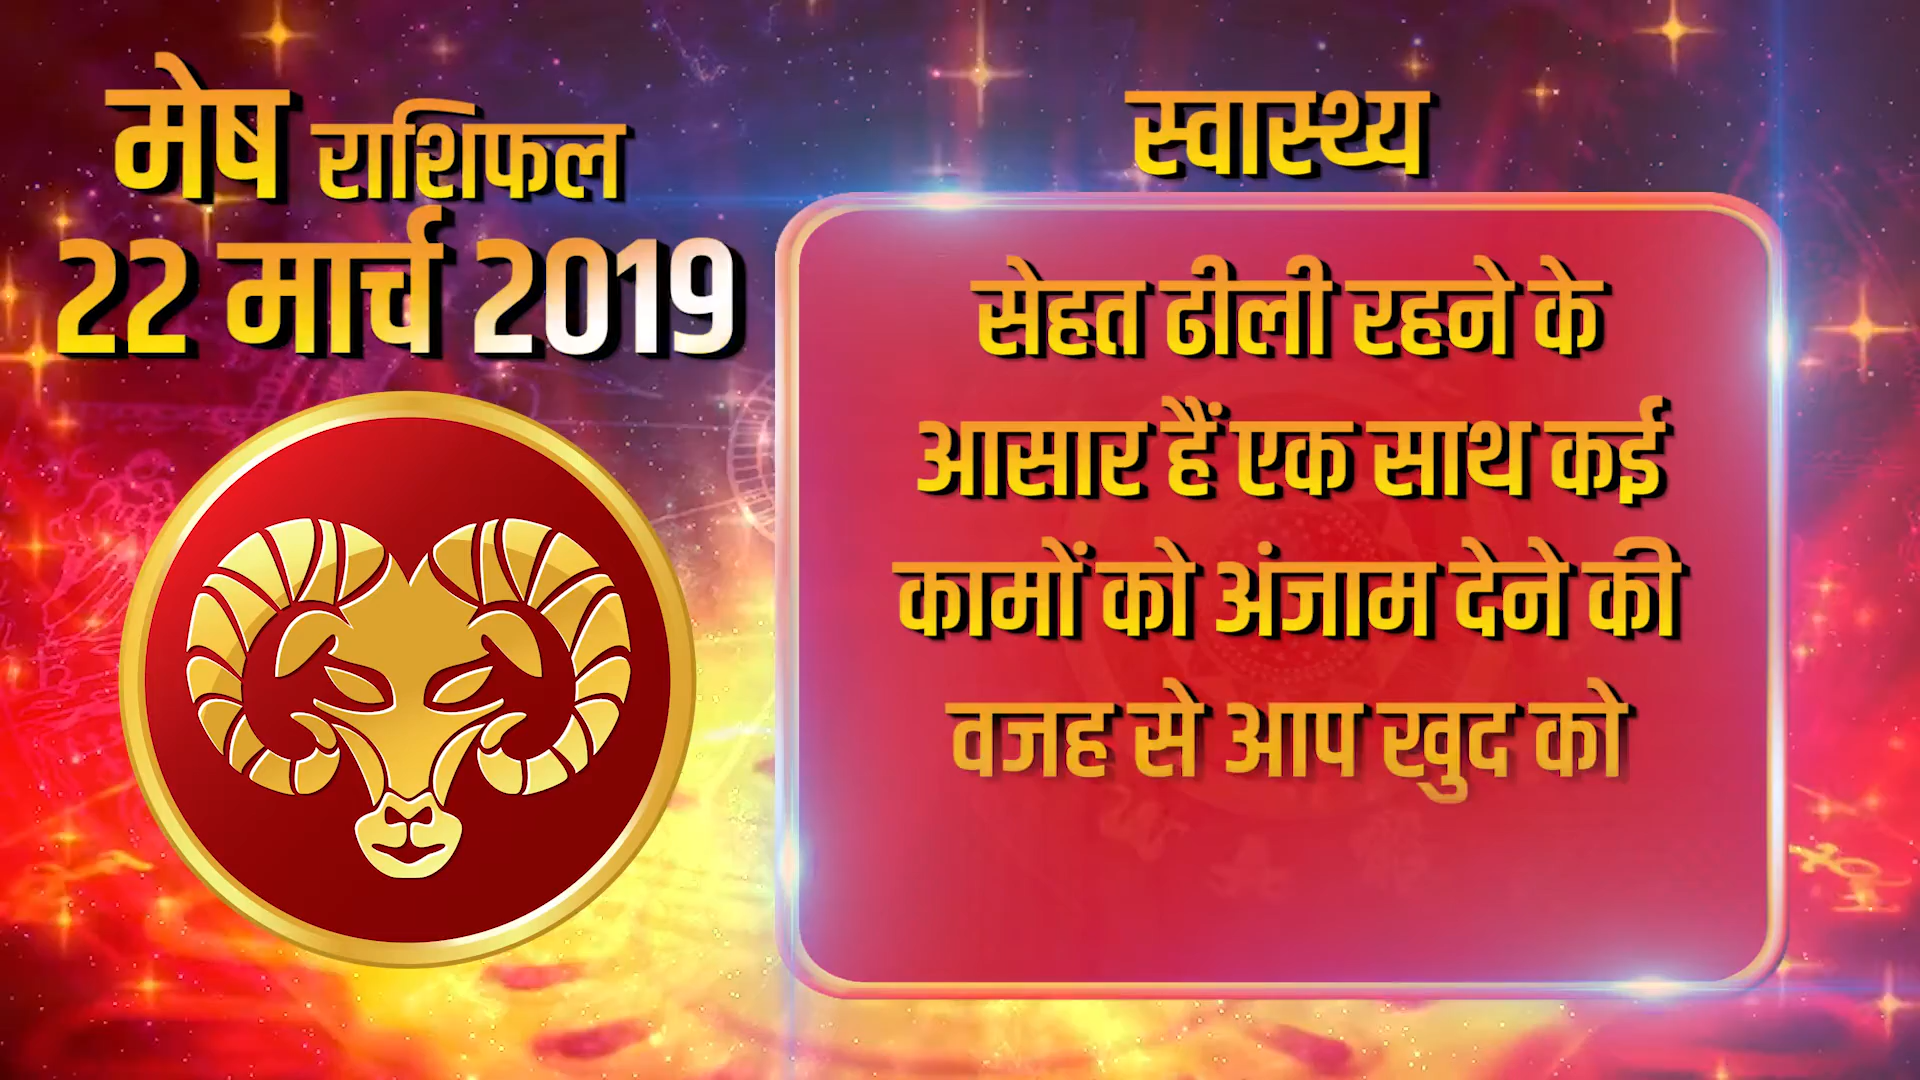 मेष राशिफल
22 मार्च 2019
स्वास्थ्य
सेहत ढीली रहने के
आसार हैं एक साथ कई
कामों को अंजाम देने की
वजह से आप खुद को